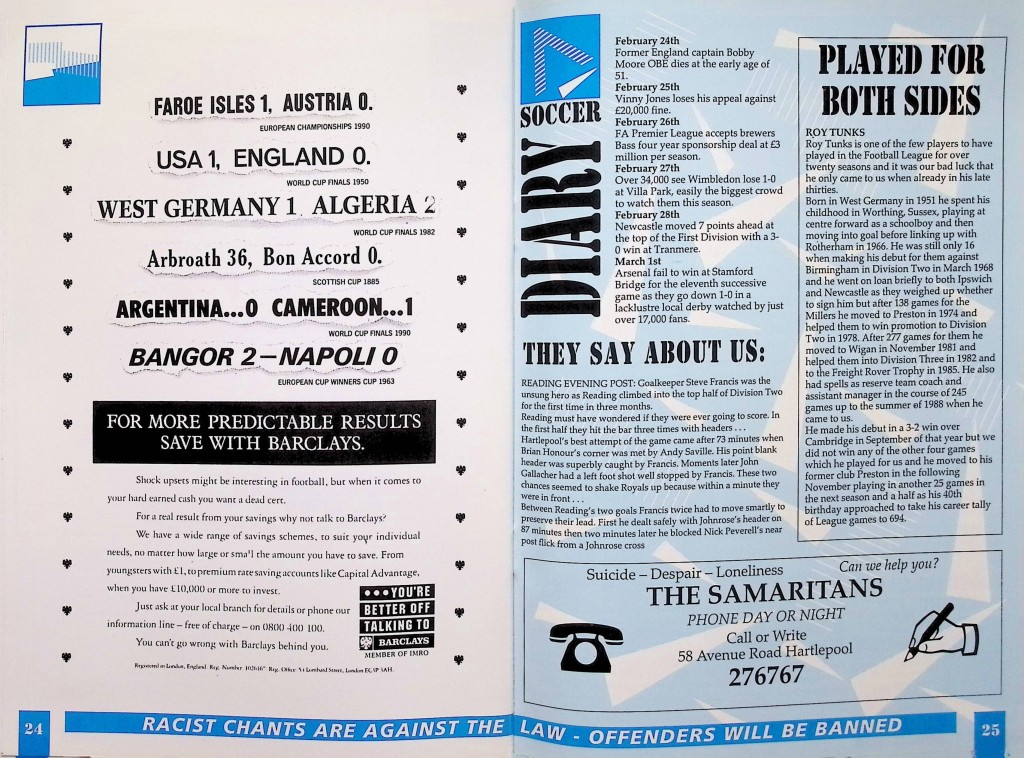 FAROE ISLES 1, AUSTRIA 0.
EUROPEAN CHAMPIONSHIPS 1990
USA 1, ENGLAND 0.
WORLD CUP FINALS 1950
WEST GERMANY 1 ALGERIA 2
WORLD CUP FINALS 1982
Arbroath 36, Bon Accord 0.
SCOTTISH CUP 1885
ARGENTINA...0 CAMEROON...1
WORLD CUP FINALS 1990
BANGOR 2 – NAPOLI 0
EUROPEAN CUP WINNERS CUP 1963
FOR MORE PREDICTABLE RESULTS
SAVE WITH BARCLAYS.
Shock upsets might be interesting in football, but when it comes to
your hard earned cash you want a dead cert.
For a real result from your savings why not talk to Barclays?
We have a wide range of savings schemes, to suit your individual
needs, no matter how large or small the amount you have to save. From
youngsters with £1, to premium rate saving accounts like Capital Advantage,
when you have £10,000 or more to invest.
Just ask at your local branch for details or phone our
information line – free of charge – on 0800 400 100.
You can't go wrong with Barclays behind you.
•••YOU'RE
BETTER OFF
TALKING TO
BARCLAYS
MEMBER OF IMRO
Registered in London, England. Reg. Number 1026167. Reg. Office 54 Lombard Street, London EC3P 3AH.
24
RACIST CHANTS ARE AGAINST THE LAW - OFFENDERS WILL BE BANNED
SOCCER
DIARY
February 24th
Former England captain Bobby
Moore OBE dies at the early age of
51.
February 25th
Vinny Jones loses his appeal against
£20,000 fine.
February 26th
FA Premier League accepts brewers
Bass four year sponsorship deal at £3
million per season.
February 27th
Over 34,000 see Wimbledon lose 1-0
at Villa Park, easily the biggest crowd
to watch them this season.
February 28th
Newcastle moved 7 points ahead at
the top of the First Division with a 3-
0 win at Tranmere.
March 1st
Arsenal fail to win at Stamford
Bridge for the eleventh successive
game as they go down 1-0 in a
lacklustre local derby watched by just
over 17,000 fans.
THEY SAY ABOUT US:
READING EVENING POST: Goalkeeper Steve Francis was the
unsung hero as Reading climbed into the top half of Division Two
for the first time in three months.
Reading must have wondered if they were ever going to score. In
the first half they hit the bar three times with headers . . .
Hartlepool's best attempt of the game came after 73 minutes when
Brian Honour's corner was met by Andy Saville. His point blank
header was superbly caught by Francis. Moments later John
Gallacher had a left foot shot well stopped by Francis. These two
chances seemed to shake Royals up because within a minute they
were in front . . .
Between Reading's two goals Francis twice had to move smartly to
preserve their lead. First he dealt safely with Johnrose's header on
87 minutes then two minutes later he blocked Nick Peverell's near
post flick from a Johnrose cross
PLAYED FOR
BOTH SIDES
ROY TUNKS
Roy Tunks is one of the few players to have
played in the Football League for over
twenty seasons and it was our bad luck that
he only came to us when already in his late
thirties.
Born in West Germany in 1951 he spent his
childhood in Worthing, Sussex, playing at
centre forward as a schoolboy and then
moving into goal before linking up with
Rotherham in 1966. He was still only 16
when making his debut for them against
Birmingham in Division Two in March 1968
and he went on loan briefly to both Ipswich
and Newcastle as they weighed up whether
to sign him but after 138 games for the
Millers he moved to Preston in 1974 and
helped them to win promotion to Division
Two in 1978. After 277 games for them he
moved to Wigan in November 1981 and
helped them into Division Three in 1982 and
to the Freight Rover Trophy in 1985. He also
had spells as reserve team coach and
assistant manager in the course of 245
games up to the summer of 1988 when he
came to us.
He made his debut in a 3-2 win over
Cambridge in September of that year but we
did not win any of the other four games
which he played for us and he moved to his
former club Preston in the following
November playing in another 25 games in
the next season and a half as his 40th
birthday approached to take his career tally
of League games to 694.
Suicide – Despair – Loneliness
Can we help you?
THE SAMARITANS
PHONE DAY OR NIGHT
Call or Write
58 Avenue Road Hartlepool
276767
25